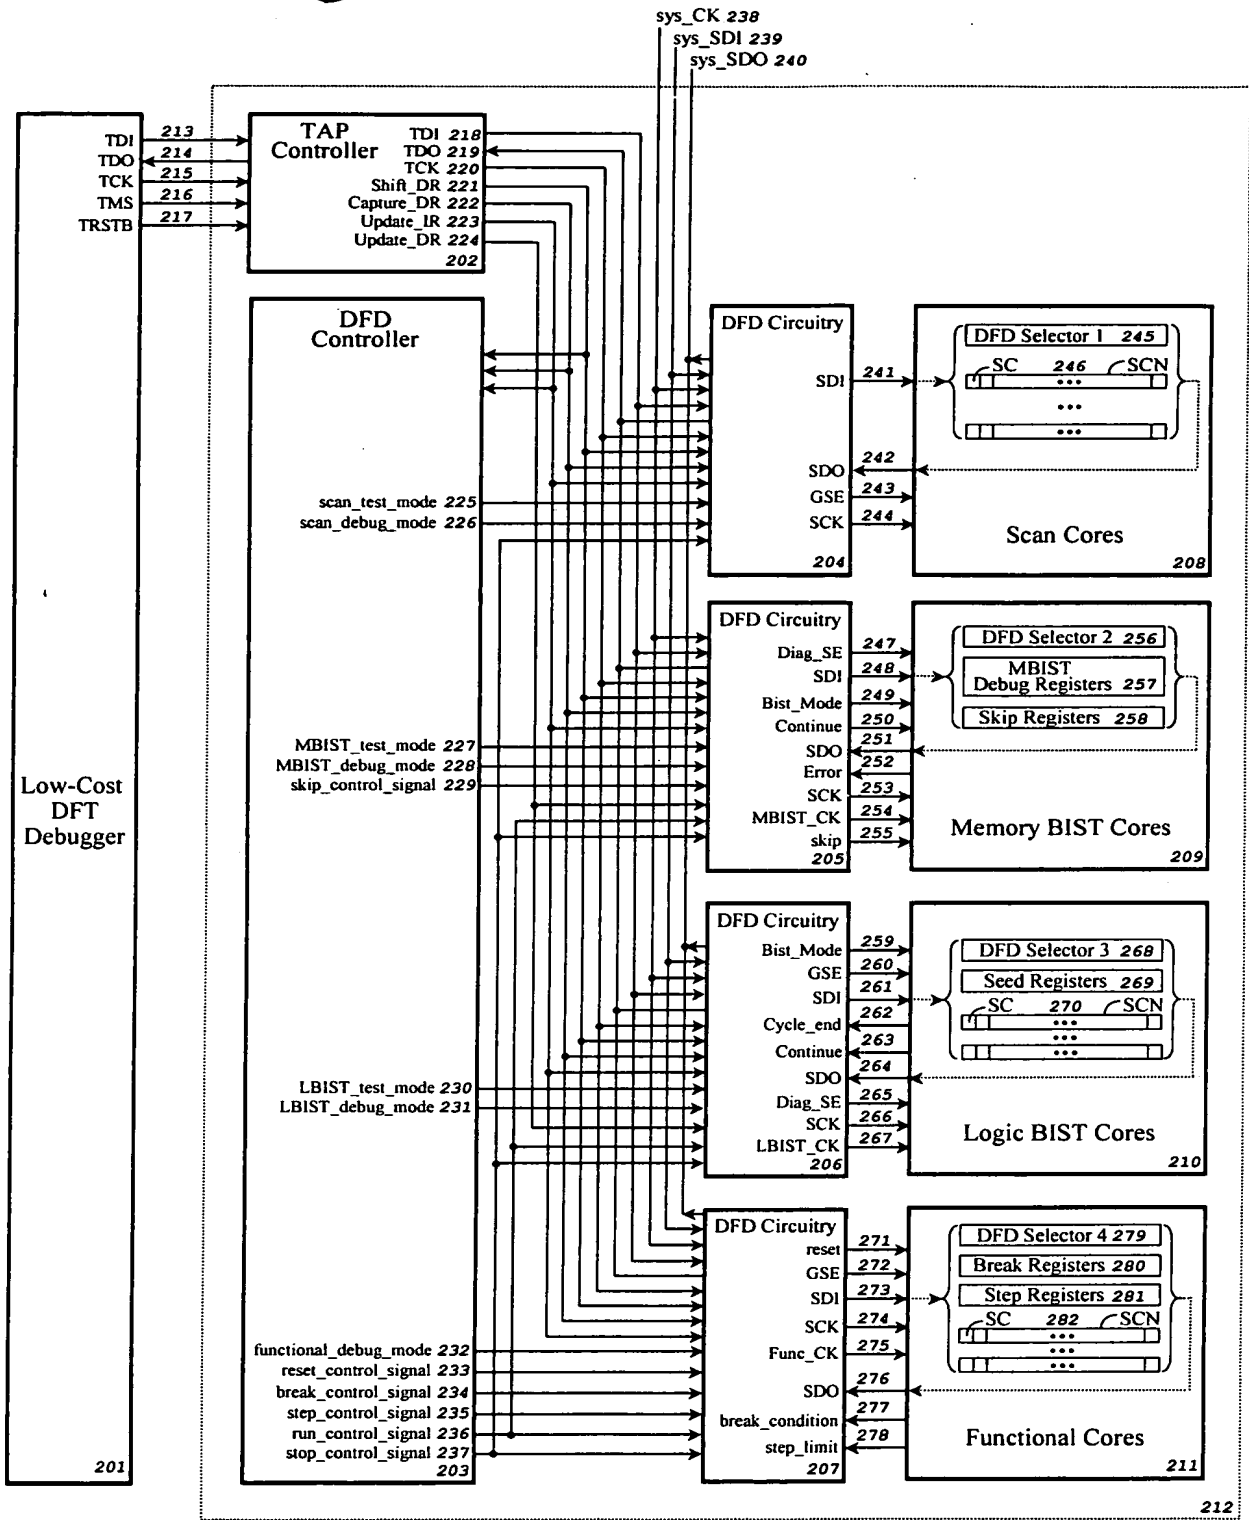 sys_CK 238
sys_SDI 239
sys_SDO 240
TDI 213
TDO 214
TCK 215
TMS 216
TRSTB 217
Low-Cost
DFT
Debugger
201
TAP
Controller
TDI 218
TDO 219
TCK 220
Shift_DR 221
Capture_DR 222
Update_IR 223
Update_DR 224
202
DFD
Controller
scan_test_mode 225
scan_debug_mode 226
MBIST_test_mode 227
MBIST_debug_mode 228
skip_control_signal 229
LBIST_test_mode 230
LBIST_debug_mode 231
functional_debug_mode 232
reset_control_signal 233
break_control_signal 234
step_control_signal 235
run_control_signal 236
stop_control_signal 237
203
DFD Circuitry
SDI 241
SDO 242
GSE 243
SCK 244
204
DFD Selector 1 245
SC 246 SCN
•••
•••
•••
Scan Cores
208
DFD Circuitry
Diag_SE 247
SDI 248
Bist_Mode 249
Continue 250
SDO 251
Error 252
SCK 253
MBIST_CK 254
skip 255
205
DFD Selector 2 256
MBIST
Debug Registers 257
Skip Registers 258
Memory BIST Cores
209
DFD Circuitry
Bist_Mode 259
GSE 260
SDI 261
Cycle_end 262
Continue 263
SDO 264
Diag_SE 265
SCK 266
LBIST_CK 267
206
DFD Selector 3 268
Seed Registers 269
SC 270 SCN
•••
•••
•••
Logic BIST Cores
210
DFD Circuitry
reset 271
GSE 272
SDI 273
SCK 274
Func_CK 275
SDO 276
break_condition 277
step_limit 278
207
DFD Selector 4 279
Break Registers 280
Step Registers 281
SC 282 SCN
•••
•••
•••
Functional Cores
211
212